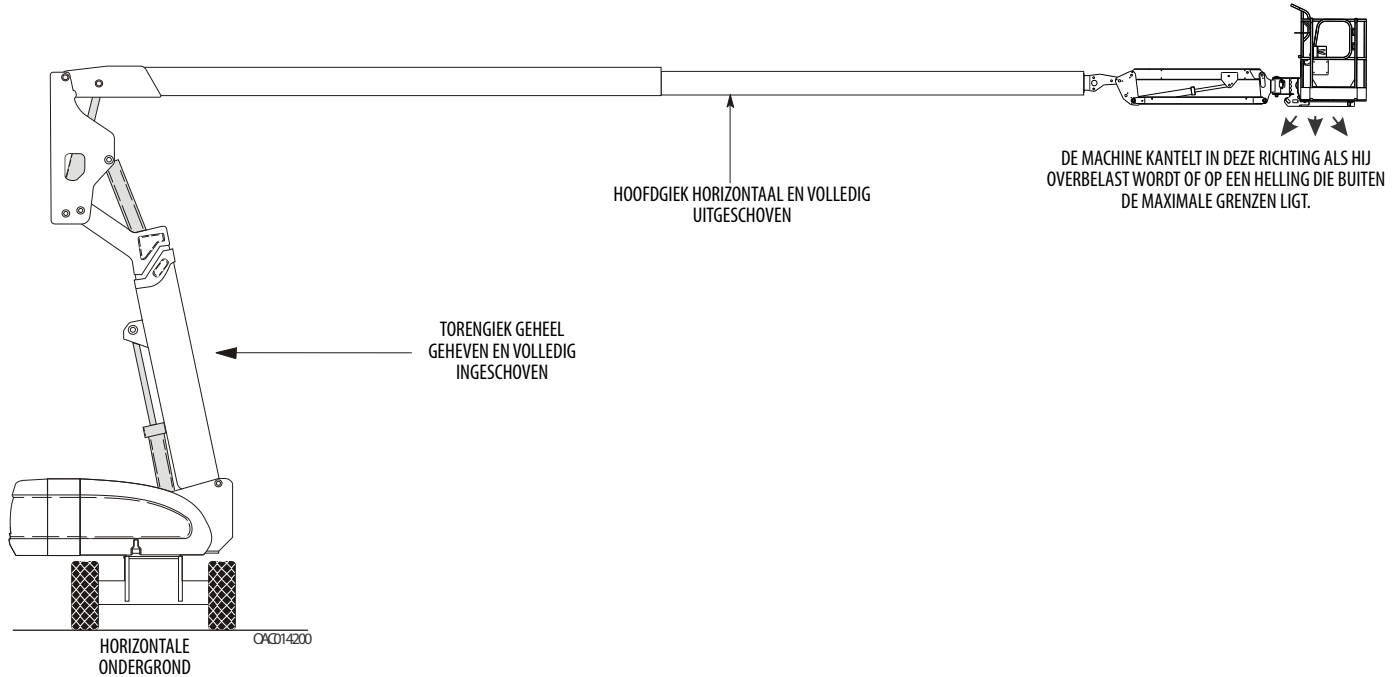 HOOFDGIEK HORIZONTAAL EN VOLLEDIG
UITGESCHOVEN
DE MACHINE KANTELT IN DEZE RICHTING ALS HIJ
OVERBELAST WORDT OF OP EEN HELLING DIE BUITEN
DE MAXIMALE GRENZEN LIGT.
TORENGIEK GEHEEL
GEHEVEN EN VOLLEDIG
INGESCHOVEN
HORIZONTALE
ONDERGROND
OAC014200